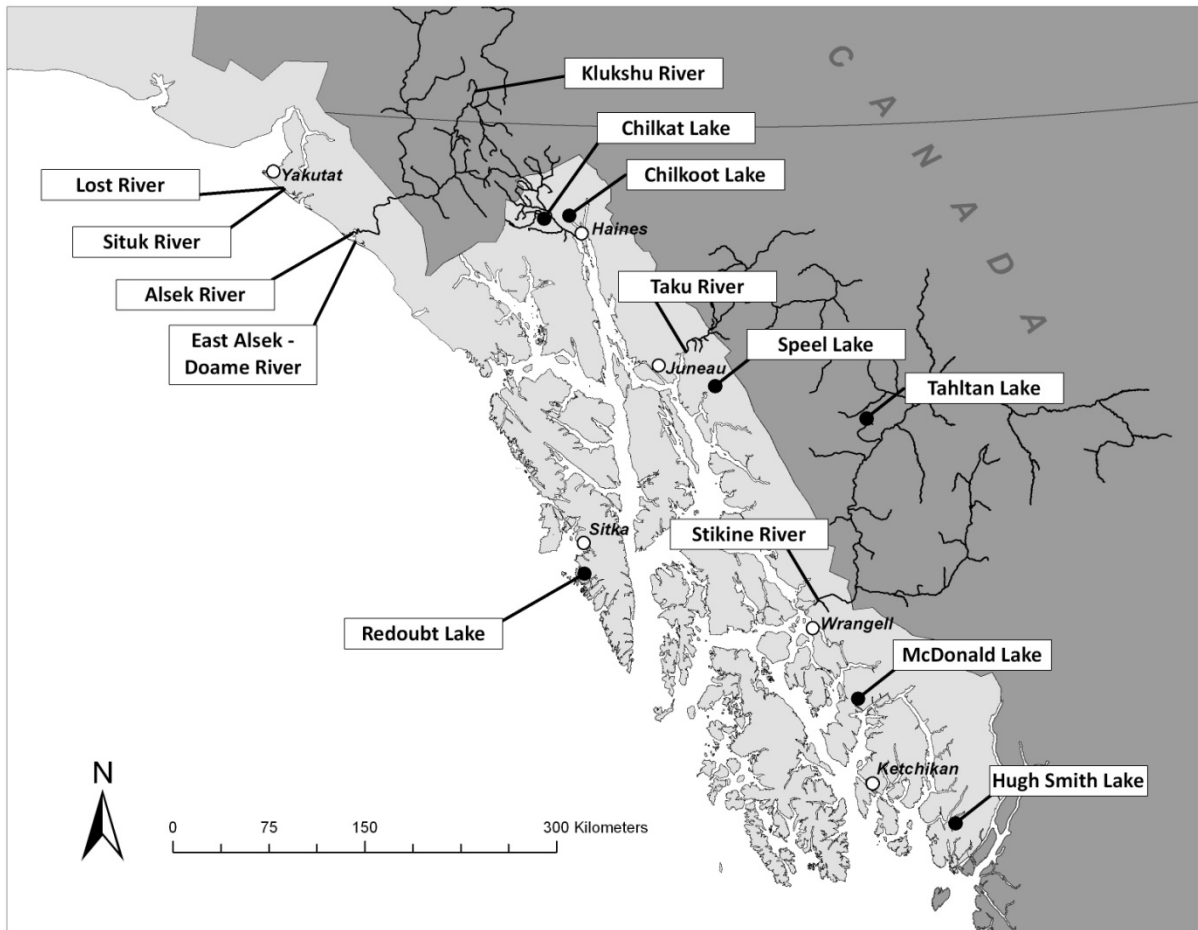 CANADA
Klukshu River
Chilkat Lake
Chilkoot Lake
Yakutat
Lost River
Situk River
Haines
Alsek River
Taku River
East Alsek -
Doame River
Speel Lake
Juneau
Tahltan Lake
Sitka
Stikine River
Redoubt Lake
Wrangell
McDonald Lake
N
Ketchikan
Hugh Smith Lake
0 75 150 300 Kilometers